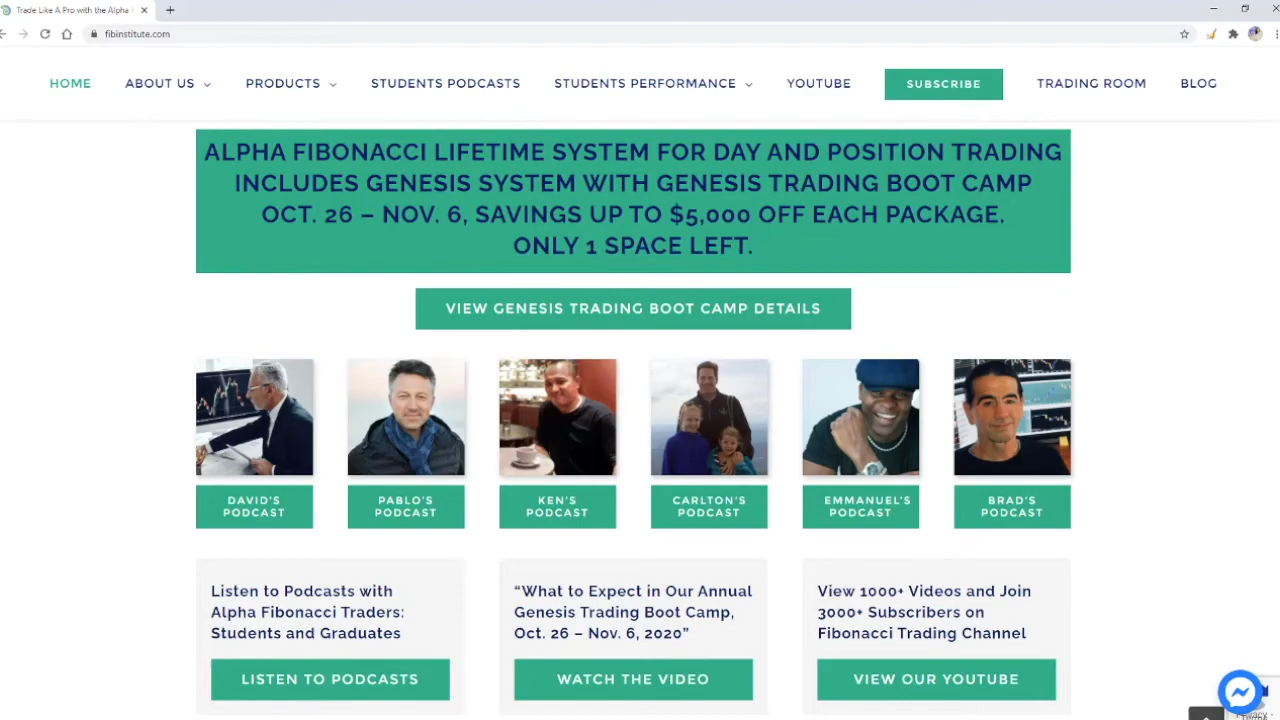 Trade Like A Pro with the Alpha
fibinstitute.com
HOME
ABOUT US
PRODUCTS
STUDENTS PODCASTS
STUDENTS PERFORMANCE
YOUTUBE
SUBSCRIBE
TRADING ROOM
BLOG
ALPHA FIBONACCI LIFETIME SYSTEM FOR DAY AND POSITION TRADING
INCLUDES GENESIS SYSTEM WITH GENESIS TRADING BOOT CAMP
OCT. 26 – NOV. 6, SAVINGS UP TO $5,000 OFF EACH PACKAGE.
ONLY 1 SPACE LEFT.
VIEW GENESIS TRADING BOOT CAMP DETAILS
DAVID'S
PODCAST
PABLO'S
PODCAST
KEN'S
PODCAST
CARLTON'S
PODCAST
EMMANUEL'S
PODCAST
BRAD'S
PODCAST
Listen to Podcasts with
Alpha Fibonacci Traders:
Students and Graduates
LISTEN TO PODCASTS
“What to Expect in Our Annual
Genesis Trading Boot Camp,
Oct. 26 – Nov. 6, 2020”
WATCH THE VIDEO
View 1000+ Videos and Join
3000+ Subscribers on
Fibonacci Trading Channel
VIEW OUR YOUTUBE
Privacy -